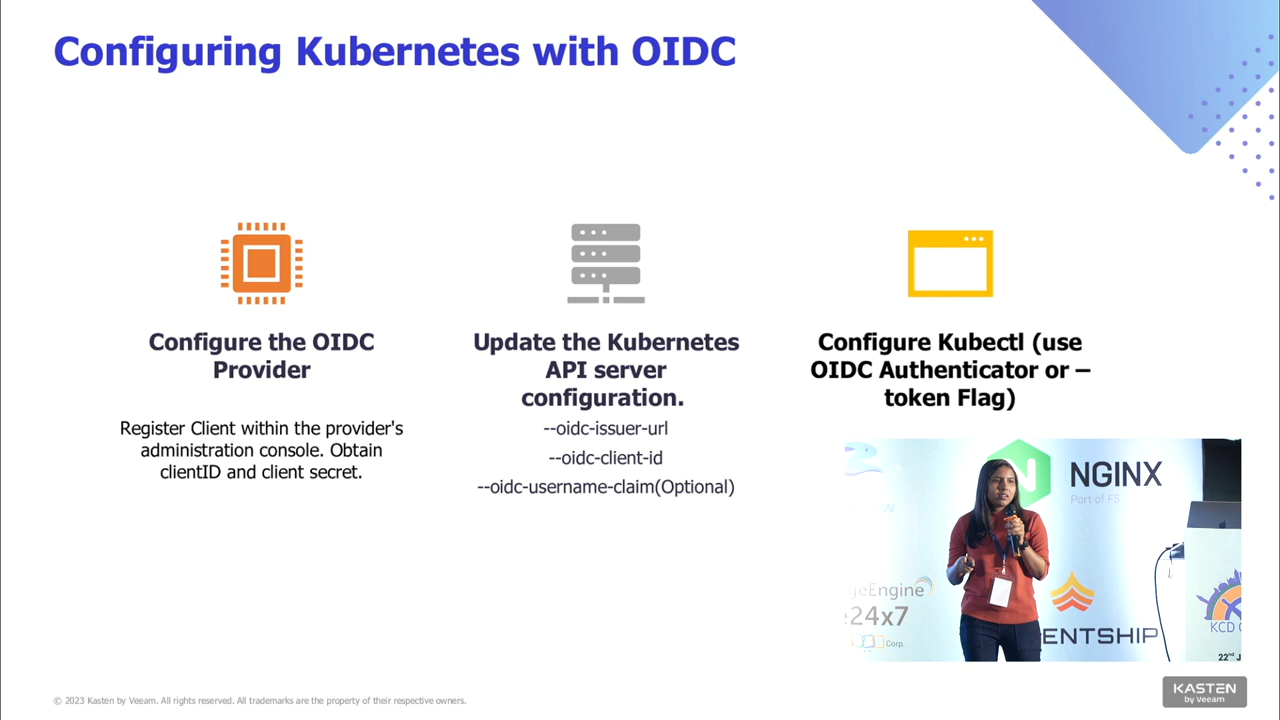 Configuring Kubernetes with OIDC
Configure the OIDC
Provider
Register Client within the provider's
administration console. Obtain
clientID and client secret.
Update the Kubernetes
API server
configuration.
--oidc-issuer-url
--oidc-client-id
--oidc-username-claim(Optional)
Configure Kubectl (use
OIDC Authenticator or –
token Flag)
N NGINX
Part of F5
geEngine
24x7
Corp.
ENTSHIP
KCD
22nd J
© 2023 Kasten by Veeam. All rights reserved. All trademarks are the property of their respective owners.
KASTEN
by Veeam